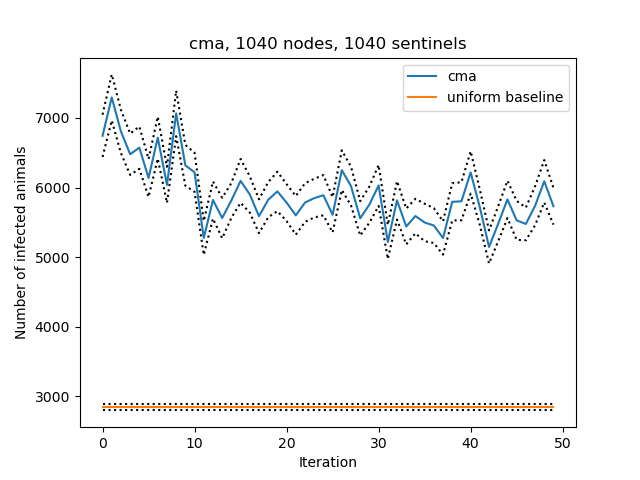 cma, 1040 nodes, 1040 sentinels
cma
uniform baseline
Number of infected animals
7000
6000
5000
4000
3000
0 10 20 30 40 50
Iteration